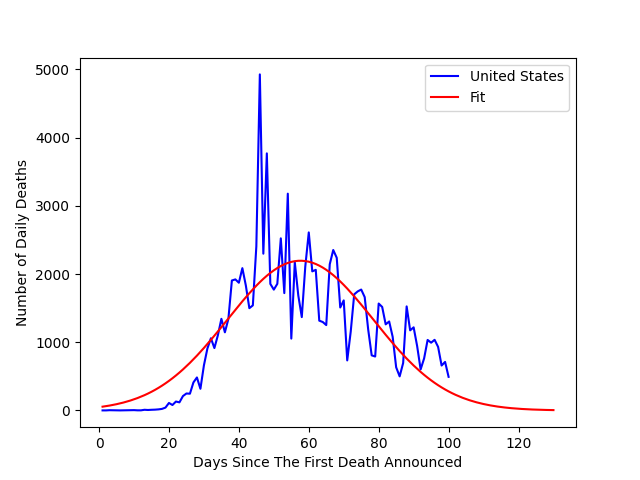 United States
Fit
5000
4000
3000
2000
1000
0
Number of Daily Deaths
0 20 40 60 80 100 120
Days Since The First Death Announced